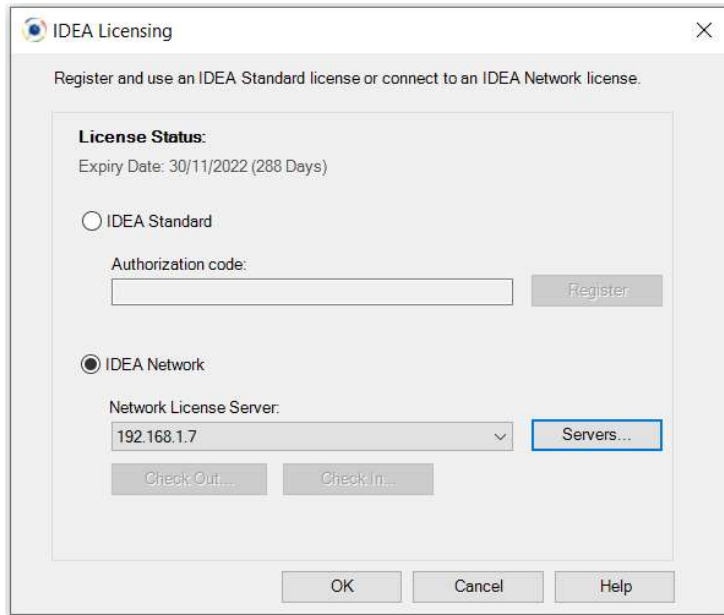 IDEA Licensing
Register and use an IDEA Standard license or connect to an IDEA Network license.
License Status:
Expiry Date: 30/11/2022 (288 Days)
IDEA Standard
Authorization code:
Register
IDEA Network
Network License Server:
192.168.1.7
Servers...
Check Out...
Check In...
OK
Cancel
Help